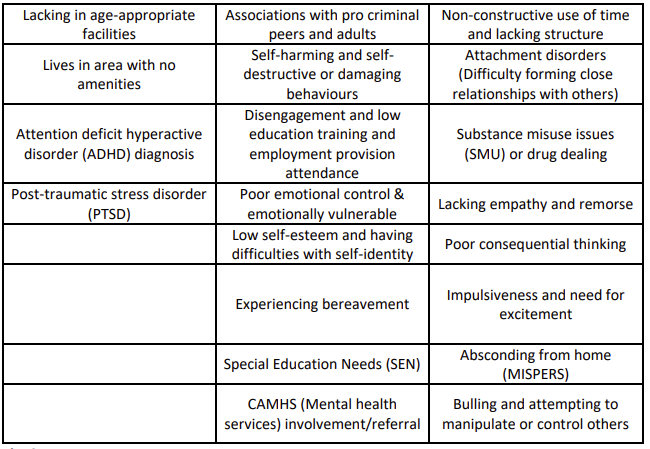 Lacking in age-appropriate
facilities
Associations with pro criminal
peers and adults
Non-constructive use of time
and lacking structure
Lives in area with no
amenities
Self-harming and self-
destructive or damaging
behaviours
Attachment disorders
(Difficulty forming close
relationships with others)
Attention deficit hyperactive
disorder (ADHD) diagnosis
Disengagement and low
education training and
employment provision
attendance
Substance misuse issues
(SMU) or drug dealing
Post-traumatic stress disorder
(PTSD)
Poor emotional control &
emotionally vulnerable
Lacking empathy and remorse
Low self-esteem and having
difficulties with self-identity
Poor consequential thinking
Experiencing bereavement
Impulsiveness and need for
excitement
Special Education Needs (SEN)
Absconding from home
(MISPERS)
CAMHS (Mental health
services) involvement/referral
Bulling and attempting to
manipulate or control others